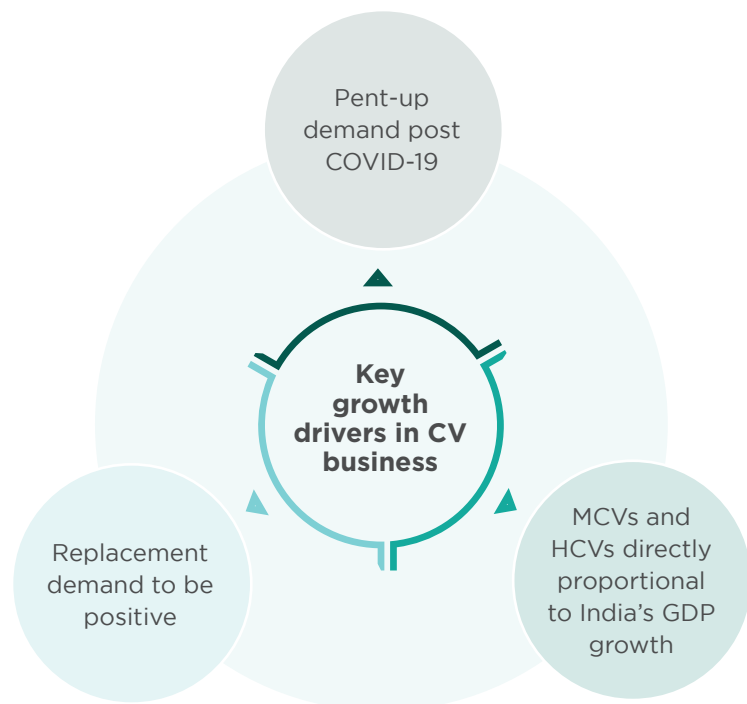 Pent-up
demand post
COVID-19
Key
growth
drivers in CV
business
Replacement
demand to be
positive
MCVs and
HCVs directly
proportional
to India's GDP
growth